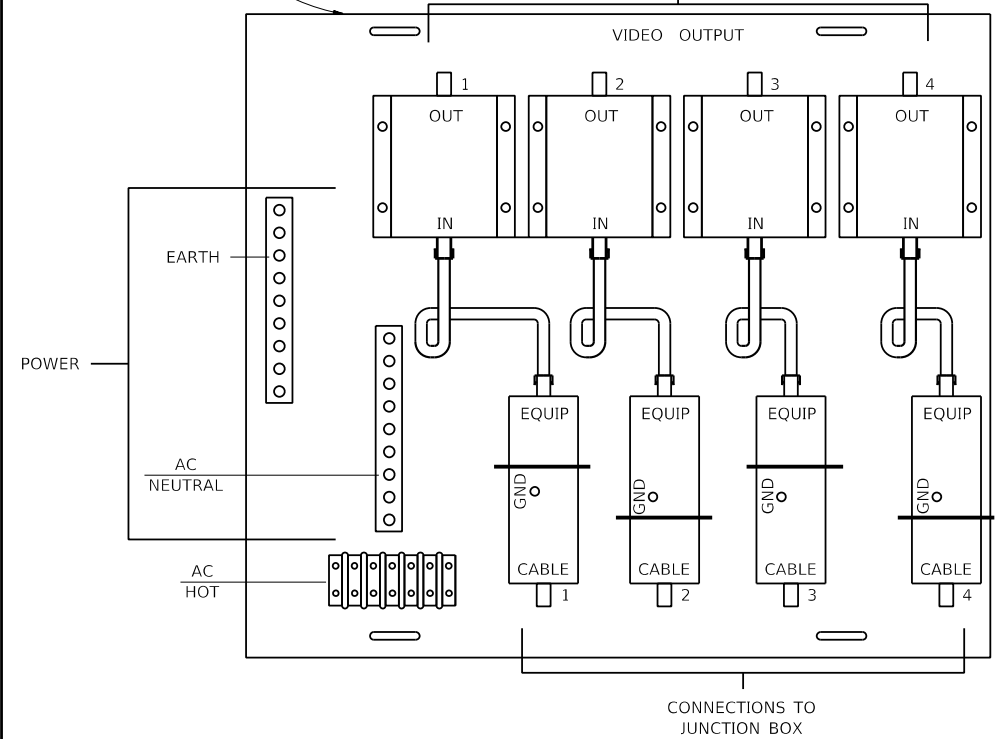 VIDEO OUTPUT
1 2 3 4
OUT OUT OUT OUT
IN IN IN IN
EARTH
POWER
EQUIP EQUIP EQUIP EQUIP
AC
NEUTRAL
GND GND GND GND
AC
HOT
CABLE CABLE CABLE CABLE
1 2 3 4
CONNECTIONS TO
JUNCTION BOX